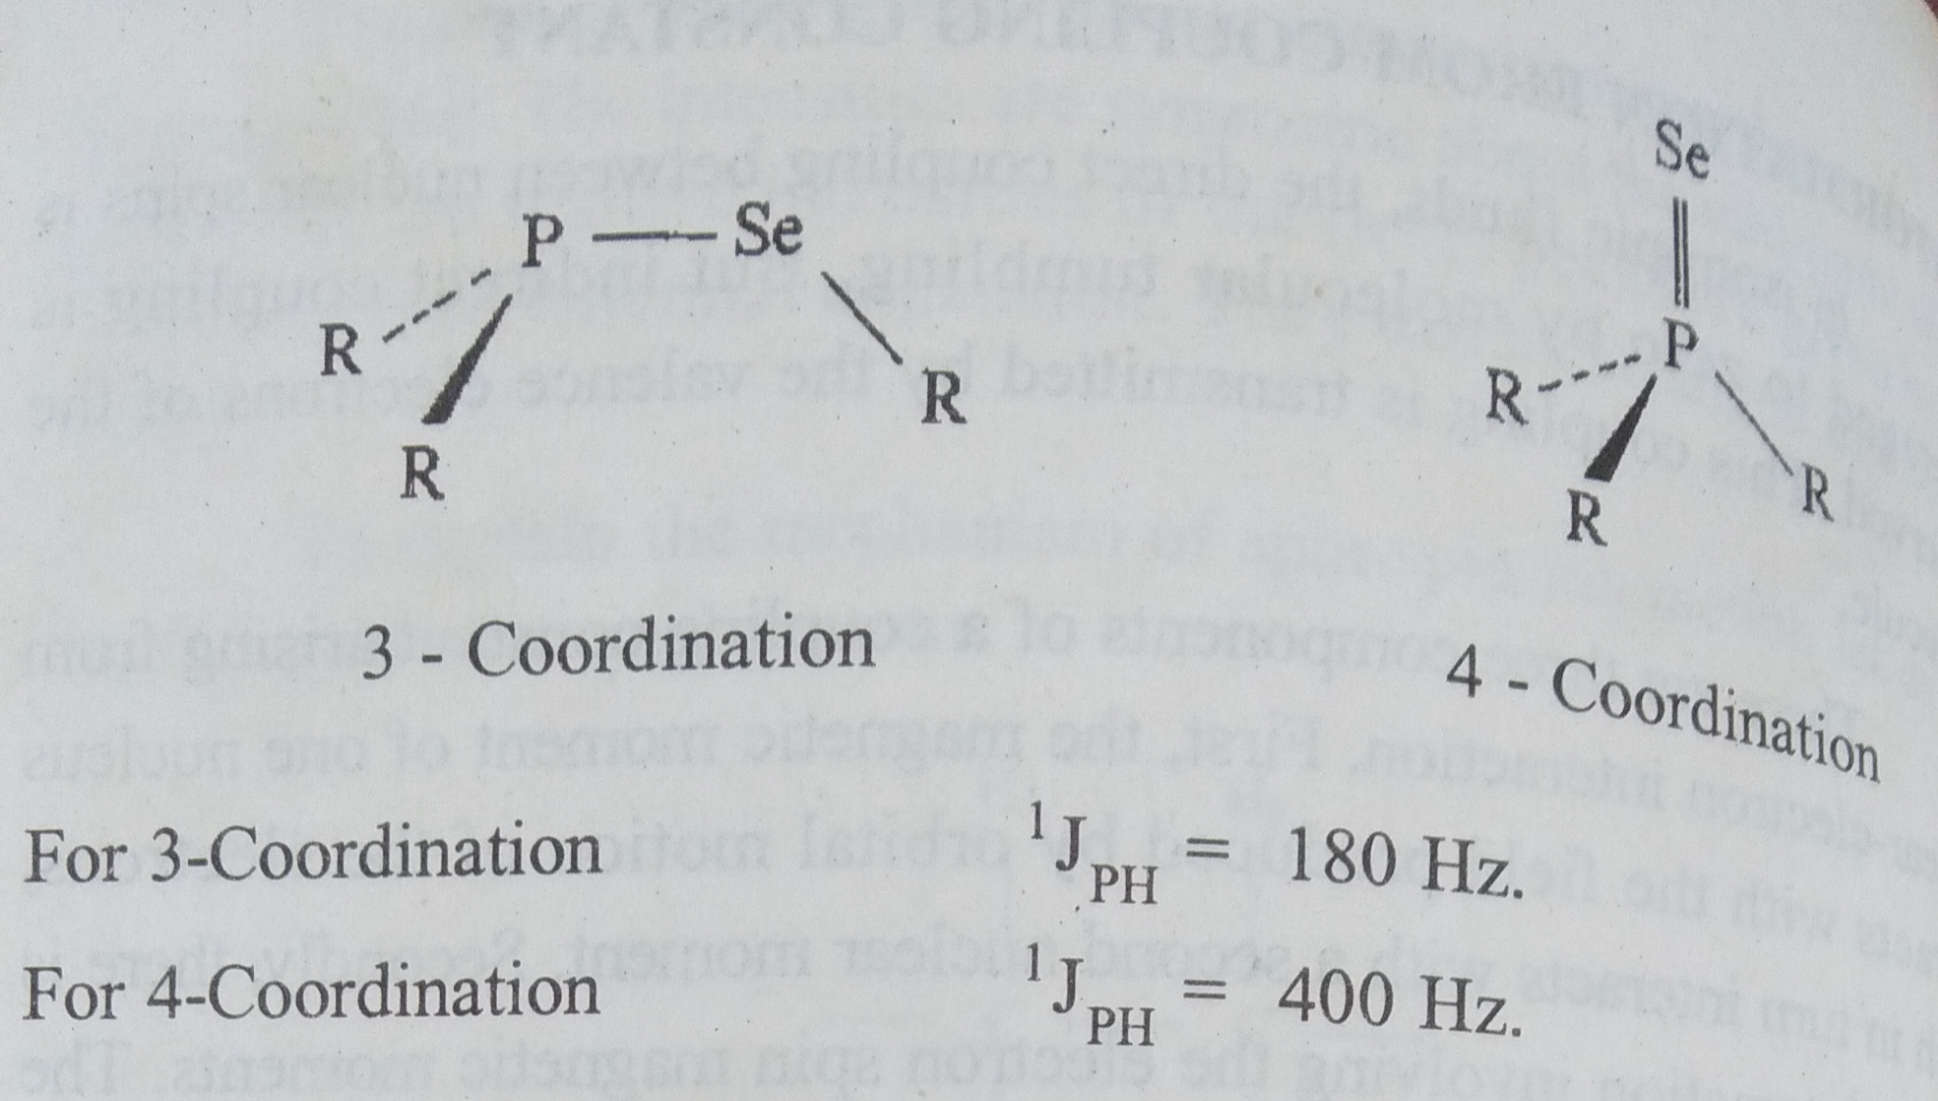 P — Se
R
R
R
Se
P
R
R
R
3 - Coordination
4 - Coordination
For 3-Coordination ¹J_PH = 180 Hz.
For 4-Coordination ¹J_PH = 400 Hz.